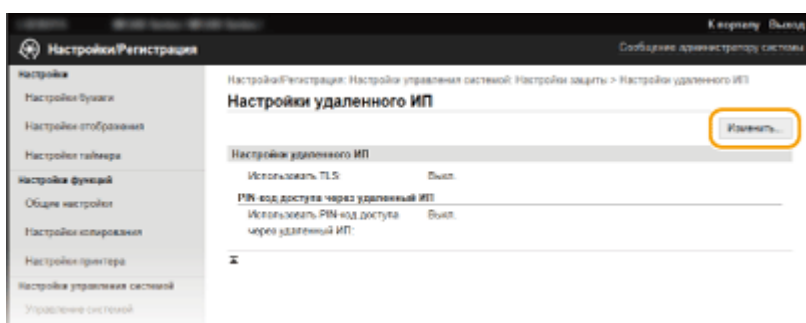 К порталу Выход
Настройки/Регистрация
Сообщение администратору системы
Настройка
Настройки бумаги
Настройки отображения
Настройки таймера
Настройка функций
Общие настройки
Настройки копирования
Настройки принтера
Настройки управления системой
Управление системой
Настройки/Регистрация: Настройки управления системой: Настройки защиты > Настройки удаленного ИП
Настройки удаленного ИП
Изменить...
Настройки удаленного ИП
Использовать TLS: Выкл.
PIN-код доступа через удаленный ИП
Использовать PIN-код доступа Выкл.
через удаленный ИП: